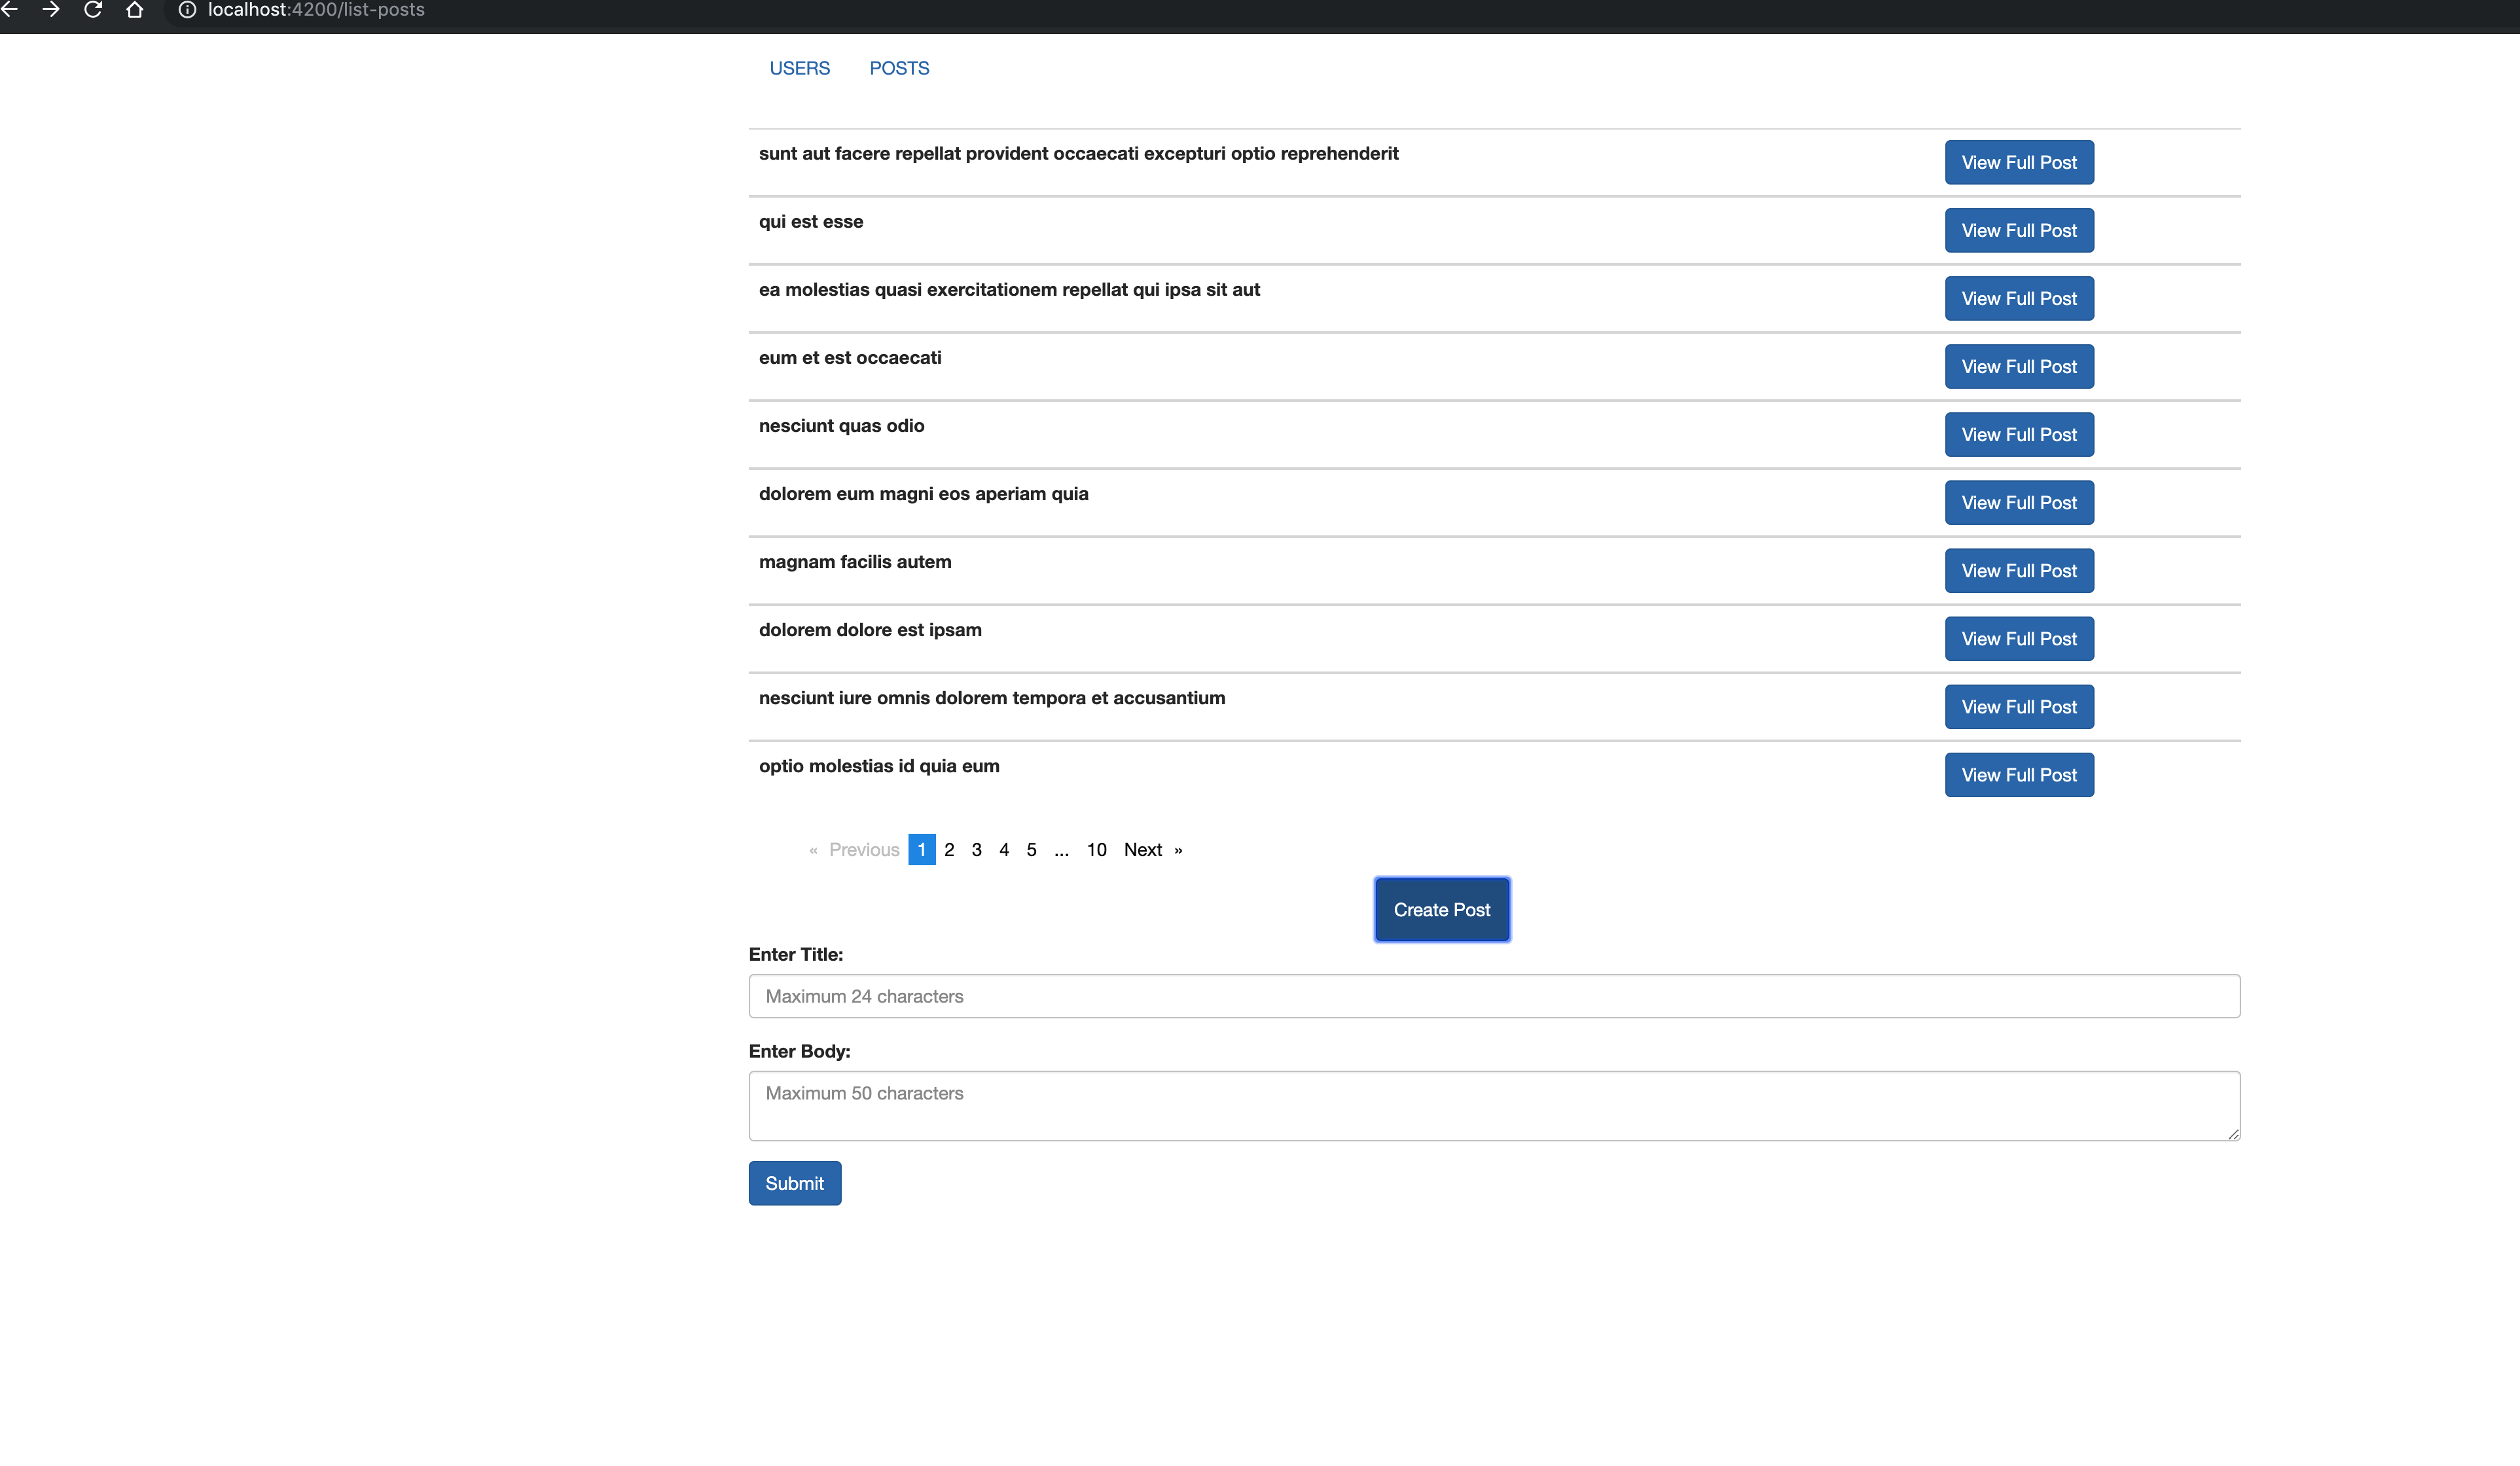 localhost:4200/list-posts
USERS POSTS
sunt aut facere repellat provident occaecati excepturi optio reprehenderit View Full Post
qui est esse View Full Post
ea molestias quasi exercitationem repellat qui ipsa sit aut View Full Post
eum et est occaecati View Full Post
nesciunt quas odio View Full Post
dolorem eum magni eos aperiam quia View Full Post
magnam facilis autem View Full Post
dolorem dolore est ipsam View Full Post
nesciunt iure omnis dolorem tempora et accusantium View Full Post
optio molestias id quia eum View Full Post
« Previous 1 2 3 4 5 ... 10 Next »
Create Post
Enter Title:
Maximum 24 characters
Enter Body:
Maximum 50 characters
Submit